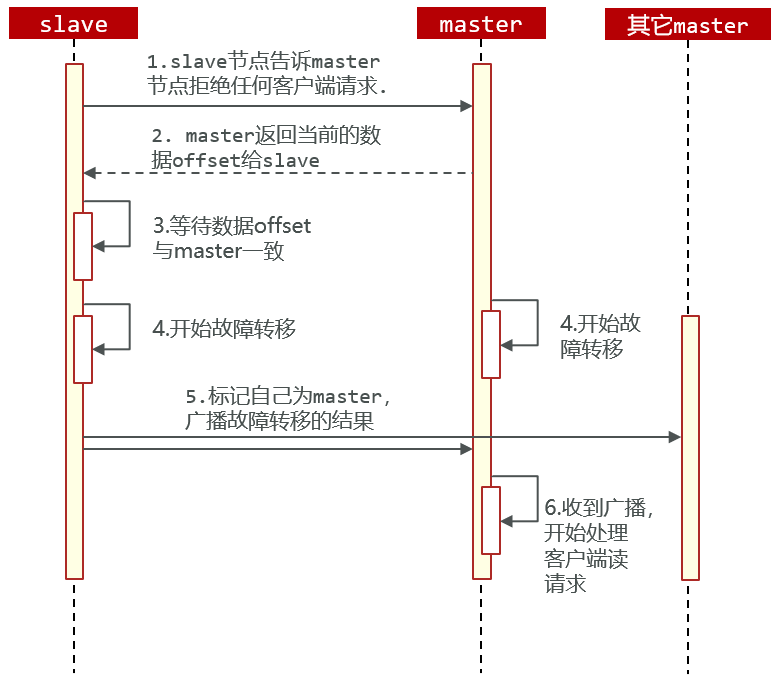 slave
master
其它master
1.slave节点告诉master
节点拒绝任何客户端请求.
2. master返回当前的数
据offset给slave
3.等待数据offset
与master一致
4.开始故障转移
4.开始故
障转移
5.标记自己为master,
广播故障转移的结果
6.收到广播，
开始处理
客户端读
请求